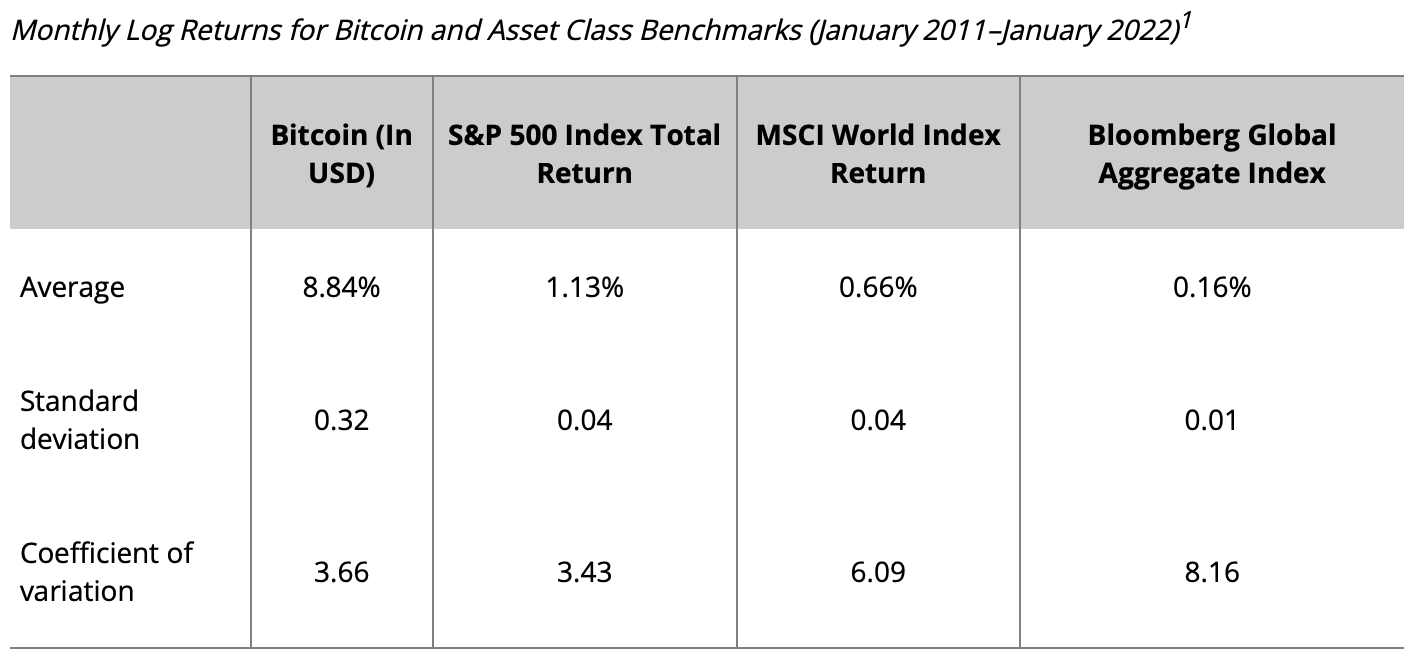 Monthly Log Returns for Bitcoin and Asset Class Benchmarks (January 2011–January 2022)1
Bitcoin (In USD) S&P 500 Index Total Return MSCI World Index Return Bloomberg Global Aggregate Index
Average 8.84% 1.13% 0.66% 0.16%
Standard deviation 0.32 0.04 0.04 0.01
Coefficient of variation 3.66 3.43 6.09 8.16